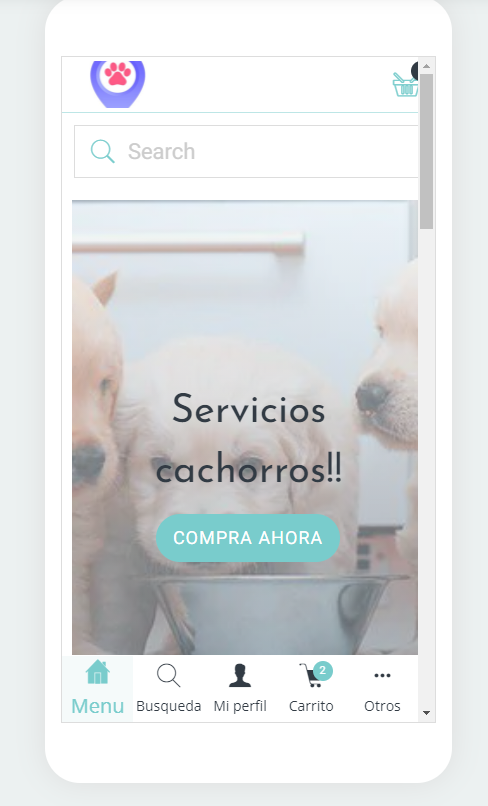 Search
Servicios
cachorros!!
COMPRA AHORA
2
Menu
Busqueda
Mi perfil
Carrito
Otros